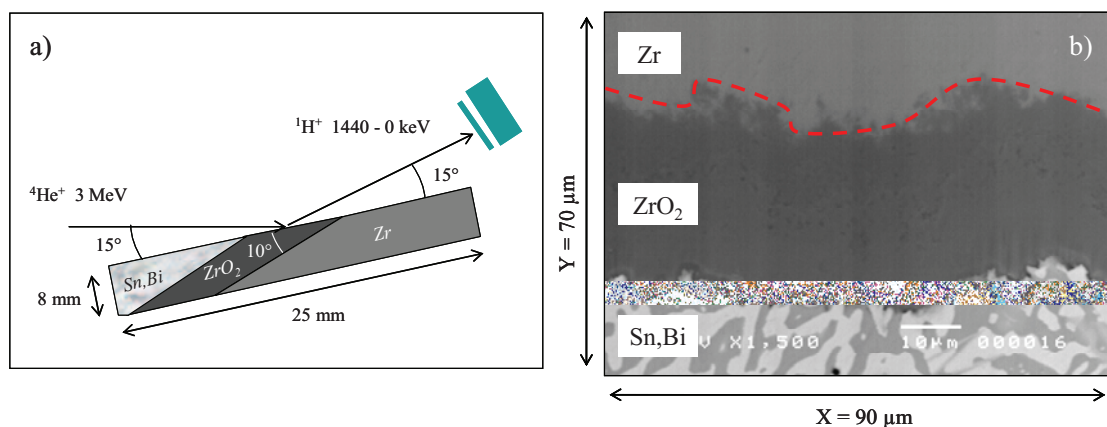 a)
¹H⁺ 1440 - 0 keV
⁴He⁺ 3 MeV
15°
15°
10°
Zr
ZrO₂
Sn,Bi
8 mm
25 mm
b)
Zr
Y = 70 μm
ZrO₂
Sn,Bi
V X1,500 10μm 000016
X = 90 μm